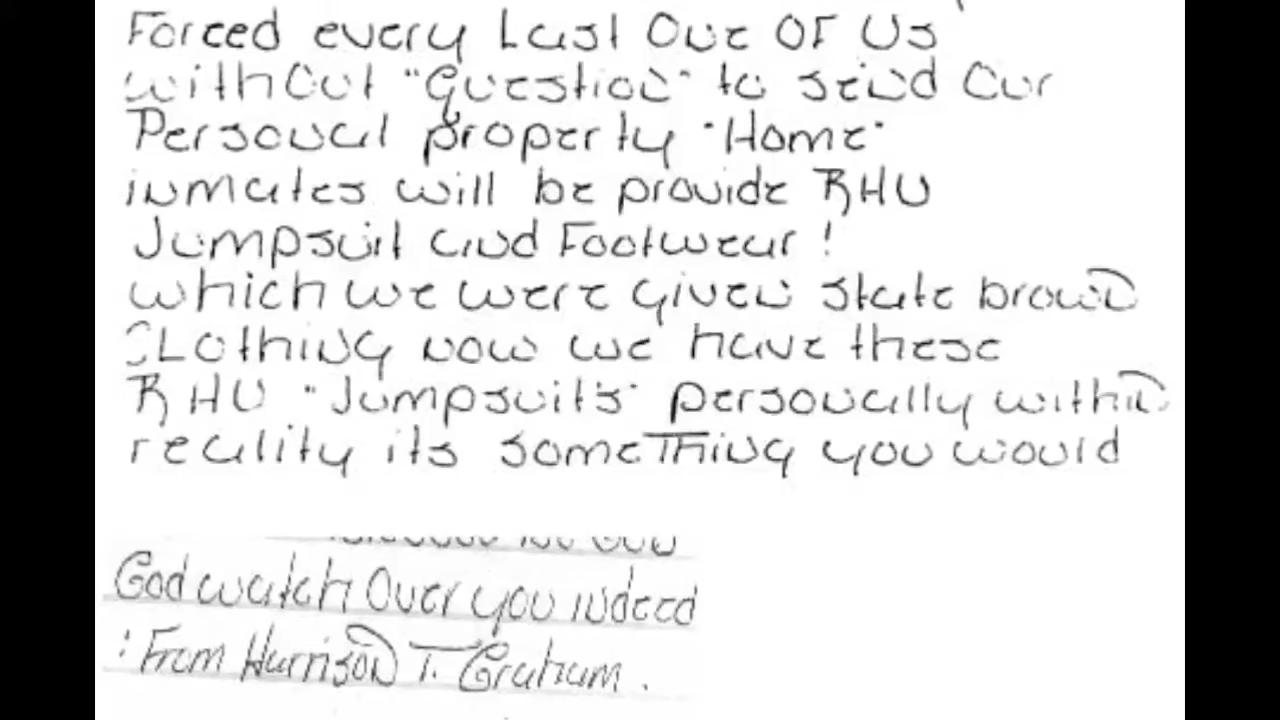 Forced every Last One OF Us
without "Question" to send Our
Personal property "Home"
inmates will be provide RHU
Jumpsuit and Footwear !
which we were given state brown
CLothing now we have these
RHU "Jumpsuit's" personally within
reality its someThing you would
God watch Over you indeed
: From Harrison T. Graham .